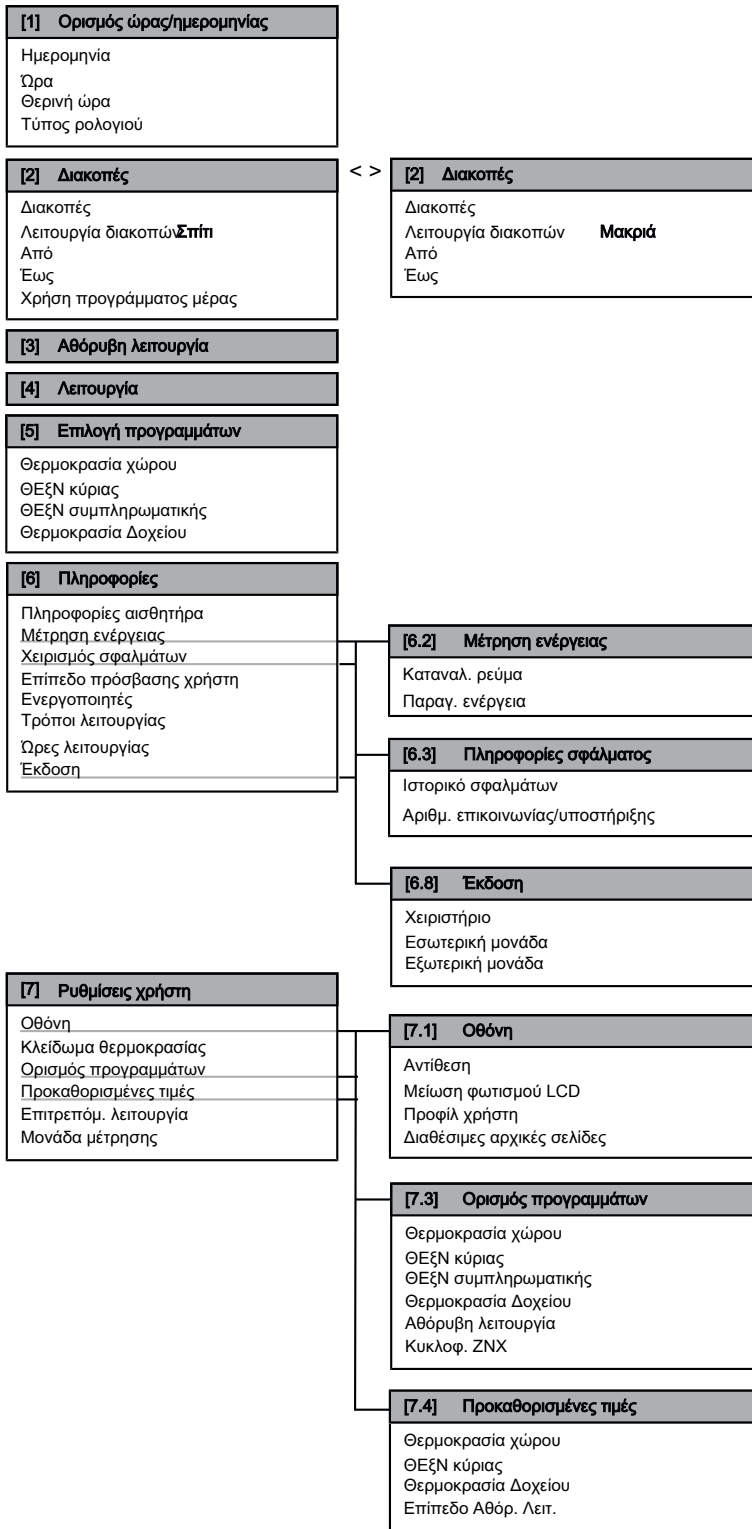 [1] Ορισμός ώρας/ημερομηνίας
Ημερομηνία
Ώρα
Θερινή ώρα
Τύπος ρολογιού
[2] Διακοπές
Διακοπές
Λειτουργία διακοπών Σπίτι
Από
Έως
Χρήση προγράμματος μέρας
< >
[2] Διακοπές
Διακοπές
Λειτουργία διακοπών Μακριά
Από
Έως
[3] Αθόρυβη λειτουργία
[4] Λειτουργία
[5] Επιλογή προγραμμάτων
Θερμοκρασία χώρου
ΘΕξΝ κύριας
ΘΕξΝ συμπληρωματικής
Θερμοκρασία Δοχείου
[6] Πληροφορίες
Πληροφορίες αισθητήρα
Μέτρηση ενέργειας
Χειρισμός σφαλμάτων
Επίπεδο πρόσβασης χρήστη
Ενεργοποιητές
Τρόποι λειτουργίας
Ώρες λειτουργίας
Έκδοση
[6.2] Μέτρηση ενέργειας
Καταναλ. ρεύμα
Παραγ. ενέργεια
[6.3] Πληροφορίες σφάλματος
Ιστορικό σφαλμάτων
Αριθμ. επικοινωνίας/υποστήριξης
[6.8] Έκδοση
Χειριστήριο
Εσωτερική μονάδα
Εξωτερική μονάδα
[7] Ρυθμίσεις χρήστη
Οθόνη
Κλείδωμα θερμοκρασίας
Ορισμός προγραμμάτων
Προκαθορισμένες τιμές
Επιτρεπόμ. λειτουργία
Μονάδα μέτρησης
[7.1] Οθόνη
Αντίθεση
Μείωση φωτισμού LCD
Προφίλ χρήστη
Διαθέσιμες αρχικές σελίδες
[7.3] Ορισμός προγραμμάτων
Θερμοκρασία χώρου
ΘΕξΝ κύριας
ΘΕξΝ συμπληρωματικής
Θερμοκρασία Δοχείου
Αθόρυβη λειτουργία
Κυκλοφ. ΖΝΧ
[7.4] Προκαθορισμένες τιμές
Θερμοκρασία χώρου
ΘΕξΝ κύριας
Θερμοκρασία Δοχείου
Επίπεδο Αθόρ. Λειτ.